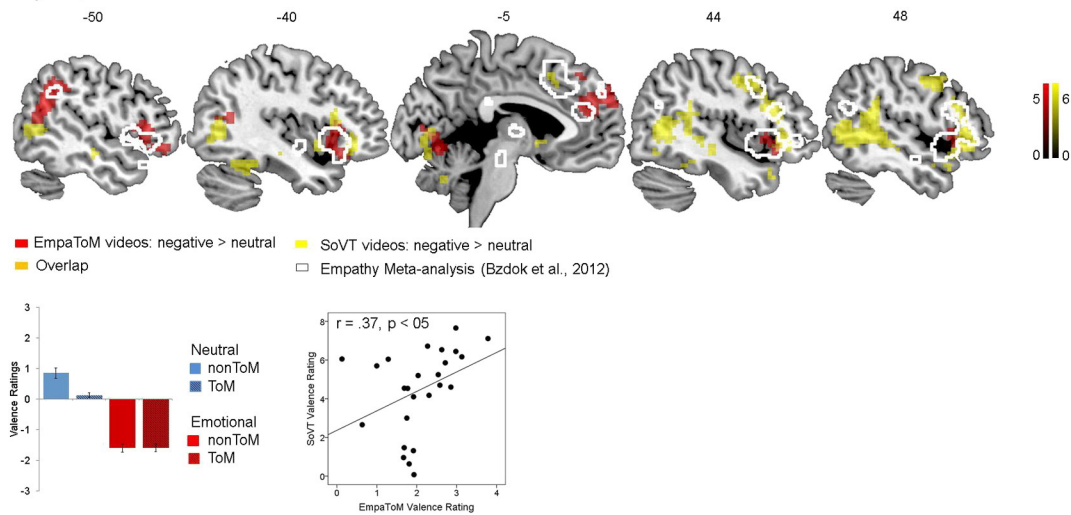 -50 -40 -5 44 48
5 6
0 0
EmpaToM videos: negative > neutral SoVT videos: negative > neutral
Overlap Empathy Meta-analysis (Bzdok et al., 2012)
3
2
1
0
-1
-2
-3
Valence Ratings
Neutral
nonToM
ToM
Emotional
nonToM
ToM
r = .37, p < 05
8
6
4
2
0
SoVT Valence Rating
0 1 2 3 4
EmpaToM Valence Rating